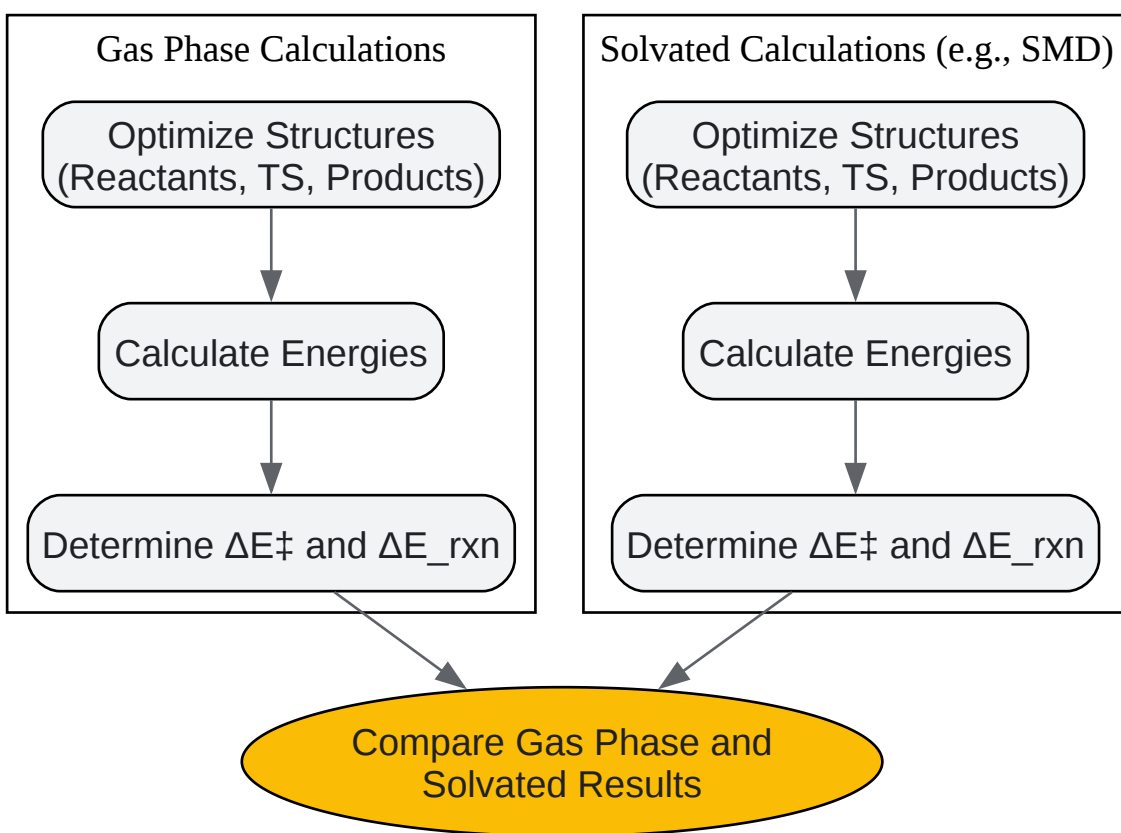 Gas Phase Calculations
Optimize Structures
(Reactants, TS, Products)
Calculate Energies
Determine ΔE‡ and ΔE_rxn
Solvated Calculations (e.g., SMD)
Optimize Structures
(Reactants, TS, Products)
Calculate Energies
Determine ΔE‡ and ΔE_rxn
Compare Gas Phase and
Solvated Results